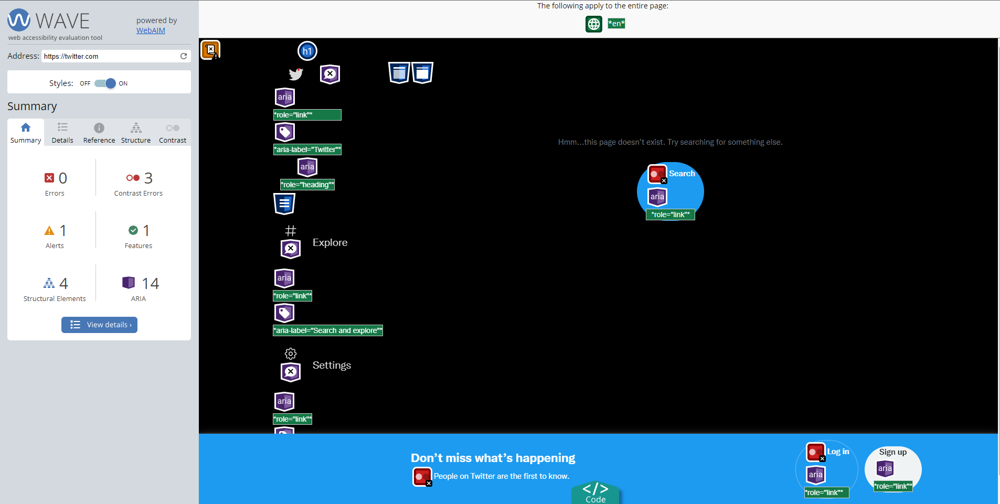 WAVE
web accessibility evaluation tool
powered by
WebAIM
Address: https://twitter.com
Styles: OFF ON
Summary
Summary Details Reference Structure Contrast
0
Errors
3
Contrast Errors
1
Alerts
1
Features
4
Structural Elements
14
ARIA
View details ›
The following apply to the entire page:
*en*
h1
aria
*role="link"*
*aria-label="Twitter"*
aria
*role="heading"*
Explore
aria
*role="link"*
*aria-label="Search and explore"*
Settings
aria
*role="link"*
Hmm...this page doesn’t exist. Try searching for something else.
Search
aria
*role="link"*
Don’t miss what’s happening
People on Twitter are the first to know.
</>
Code
Log in
aria
*role="link"*
Sign up
aria
*role="link"*